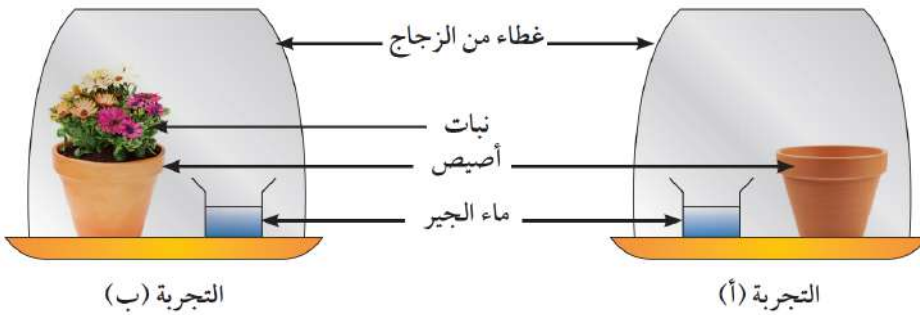 غطاء من الزجاج
نبات
أصيص
ماء الجير
التجربة (أ)
التجربة (ب)